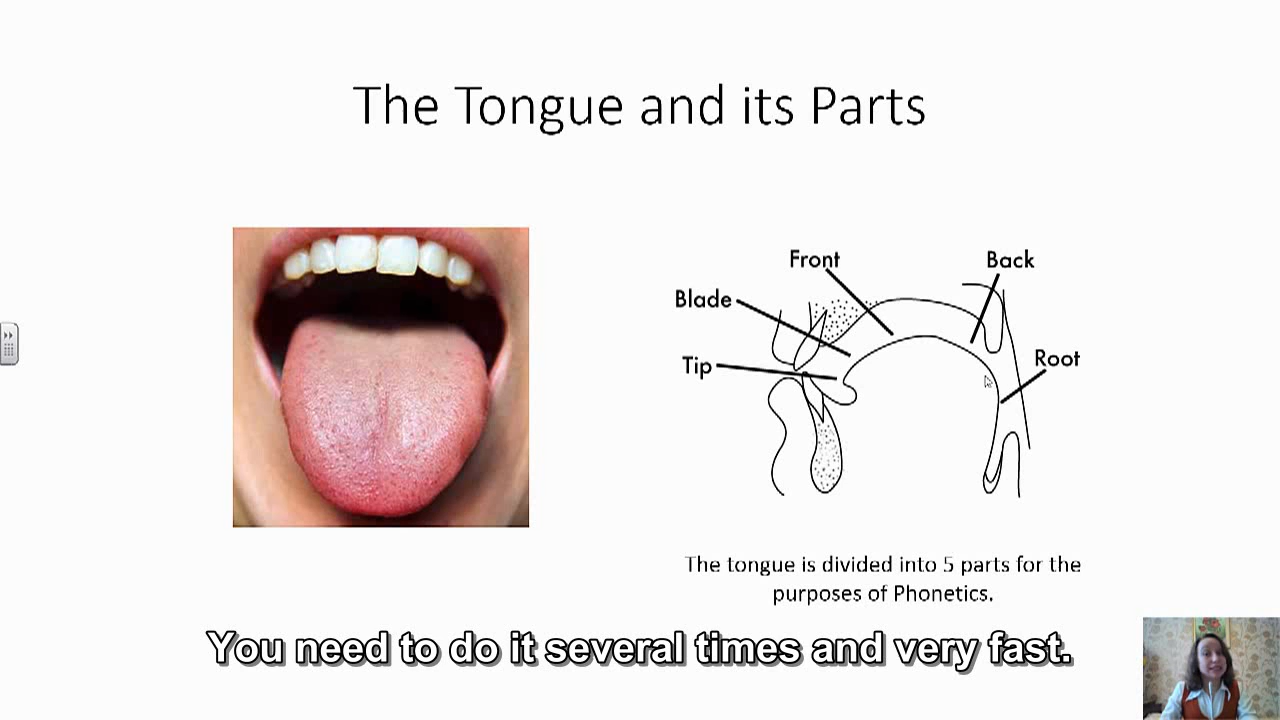 The Tongue and its Parts
Front
Back
Blade
Tip
Root
The tongue is divided into 5 parts for the
purposes of Phonetics.
You need to do it several times and very fast.